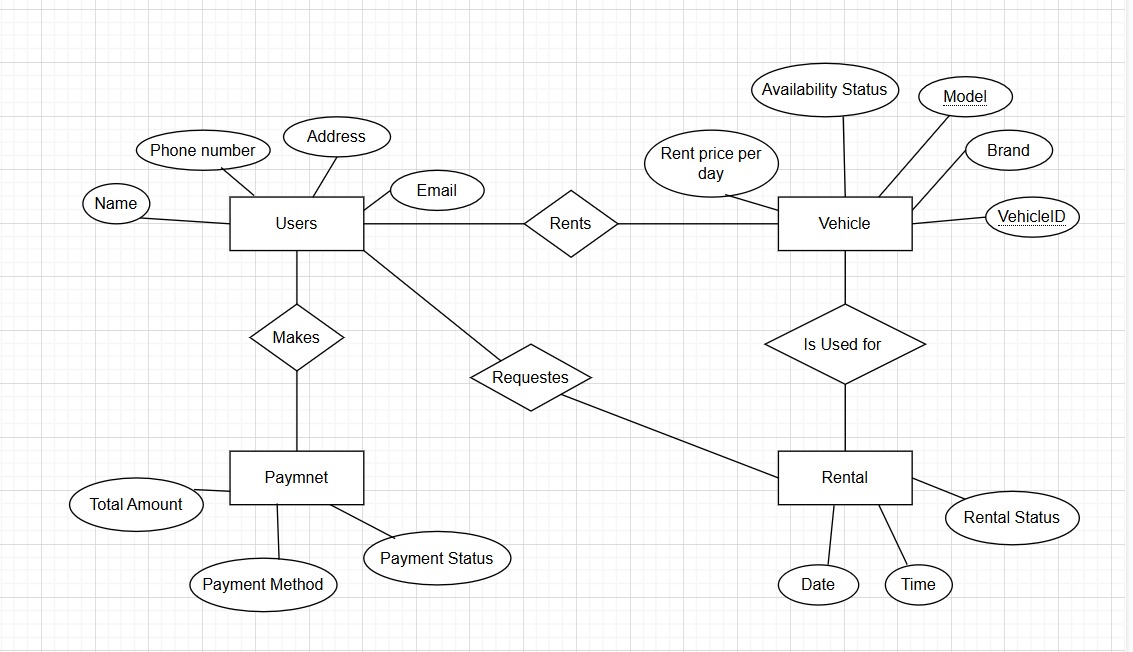 Availability Status
Model
Address
Phone number
Rent price per
day
Brand
Email
Name
Users
Rents
Vehicle
VehicleID
Makes
Is Used for
Requestes
Paymnet
Rental
Total Amount
Rental Status
Payment Status
Payment Method
Date
Time